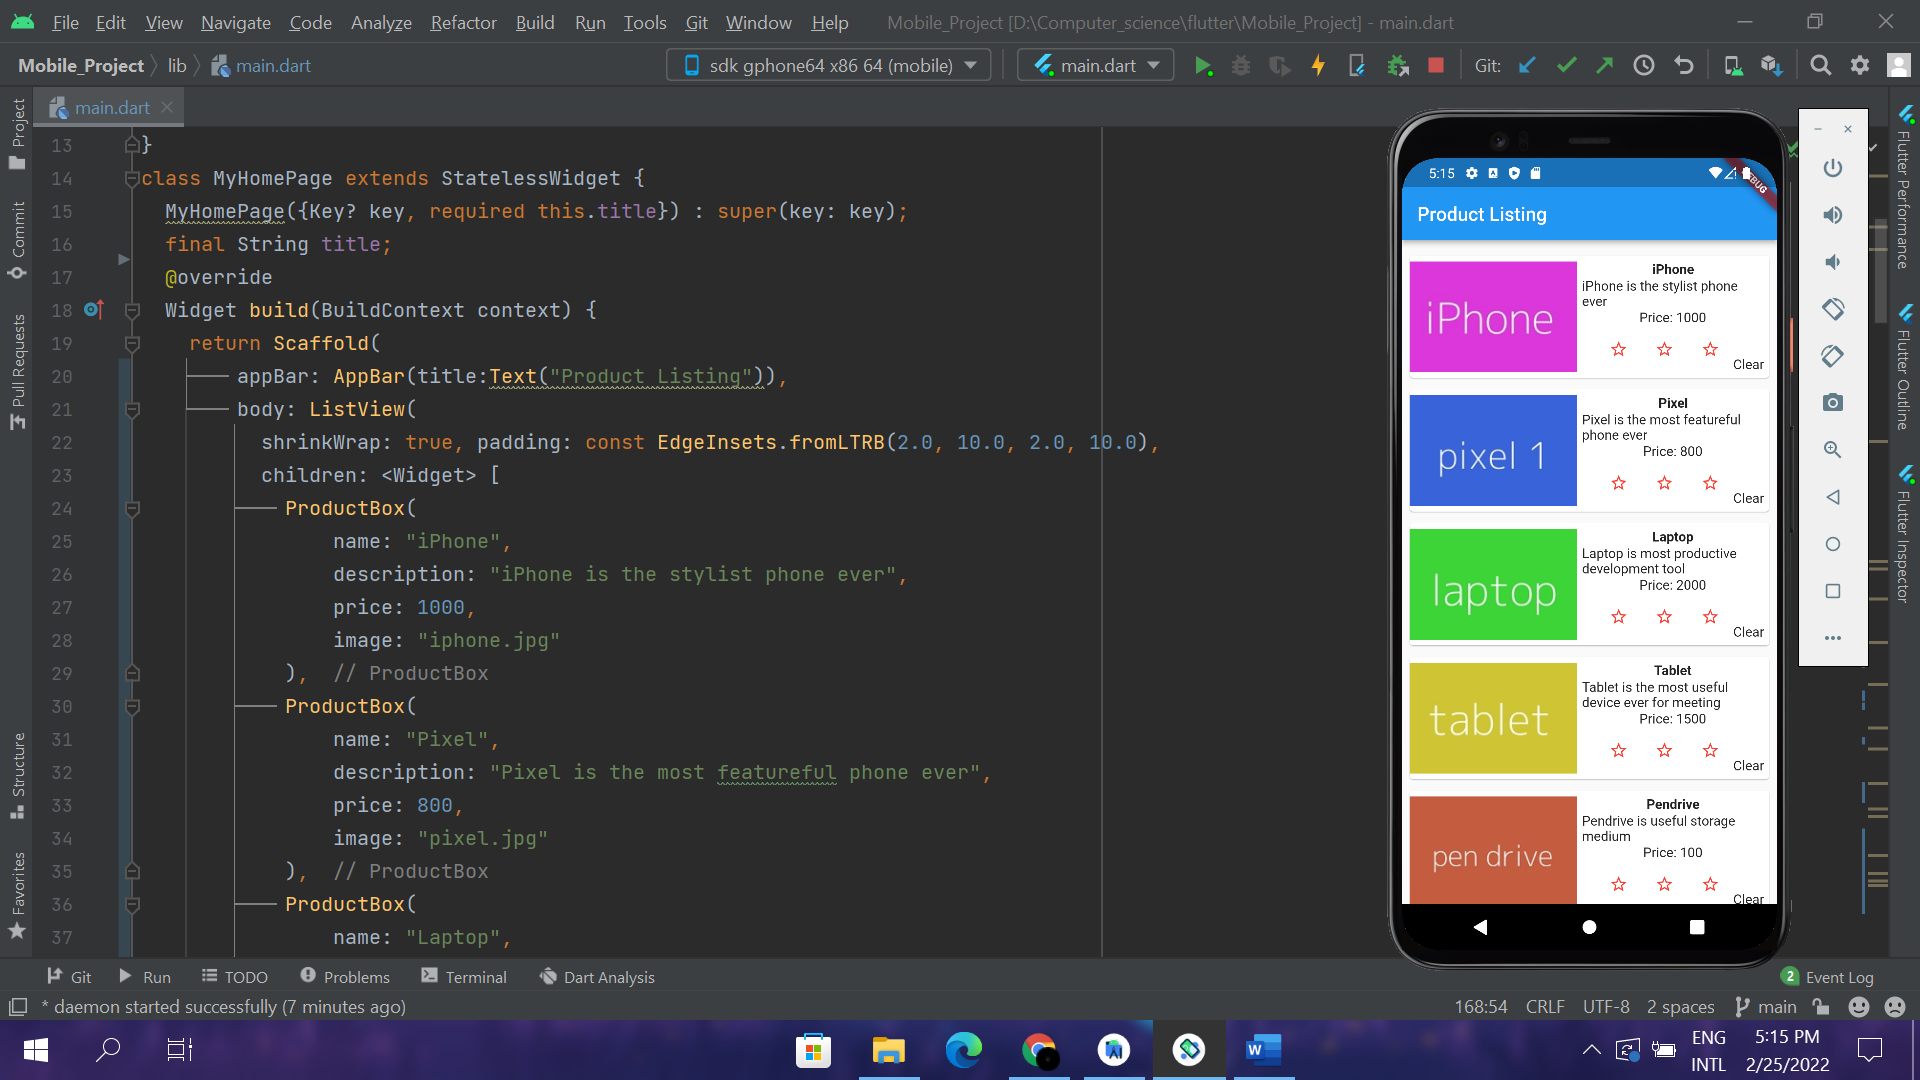 File Edit View Navigate Code Analyze Refactor Build Run Tools Git Window Help Mobile_Project [D:\Computer_science\flutter\Mobile_Project] - main.dart
Mobile_Project lib main.dart sdk gphone64 x86 64 (mobile) main.dart Git:
main.dart
Project
Commit
Pull Requests
Structure
Favorites
13 }
14 class MyHomePage extends StatelessWidget {
15 MyHomePage({Key? key, required this.title}) : super(key: key);
16 final String title;
17 @override
18 Widget build(BuildContext context) {
19 return Scaffold(
20 appBar: AppBar(title:Text("Product Listing")),
21 body: ListView(
22 shrinkWrap: true, padding: const EdgeInsets.fromLTRB(2.0, 10.0, 2.0, 10.0),
23 children: <Widget> [
24 ProductBox(
25 name: "iPhone",
26 description: "iPhone is the stylist phone ever",
27 price: 1000,
28 image: "iphone.jpg"
29 ), // ProductBox
30 ProductBox(
31 name: "Pixel",
32 description: "Pixel is the most featureful phone ever",
33 price: 800,
34 image: "pixel.jpg"
35 ), // ProductBox
36 ProductBox(
37 name: "Laptop",
5:15
Product Listing
iPhone
iPhone
iPhone is the stylist phone
ever
Price: 1000
Clear
pixel 1
Pixel
Pixel is the most featureful
phone ever
Price: 800
Clear
laptop
Laptop
Laptop is most productive
development tool
Price: 2000
Clear
tablet
Tablet
Tablet is the most useful
device ever for meeting
Price: 1500
Clear
pen drive
Pendrive
Pendrive is useful storage
medium
Price: 100
Clear
Flutter Performance
Flutter Outline
Flutter Inspector
Git Run TODO Problems Terminal Dart Analysis 2 Event Log
* daemon started successfully (7 minutes ago) 168:54 CRLF UTF-8 2 spaces main
ENG
INTL
5:15 PM
2/25/2022